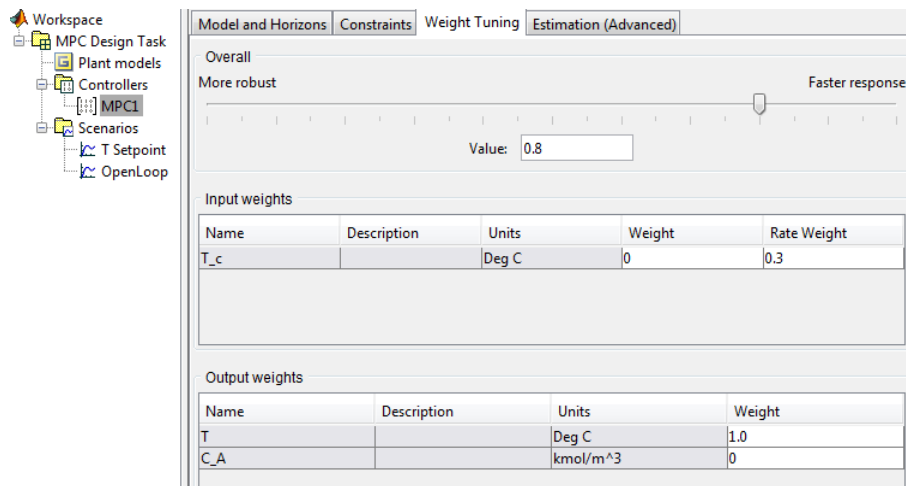 Workspace
MPC Design Task
Plant models
Controllers
MPC1
Scenarios
T Setpoint
OpenLoop
Model and Horizons Constraints Weight Tuning Estimation (Advanced)
Overall
More robust Faster response
Value: 0.8
Input weights
Name Description Units Weight Rate Weight
T_c Deg C 0 0.3
Output weights
Name Description Units Weight
T Deg C 1.0
C_A kmol/m^3 0